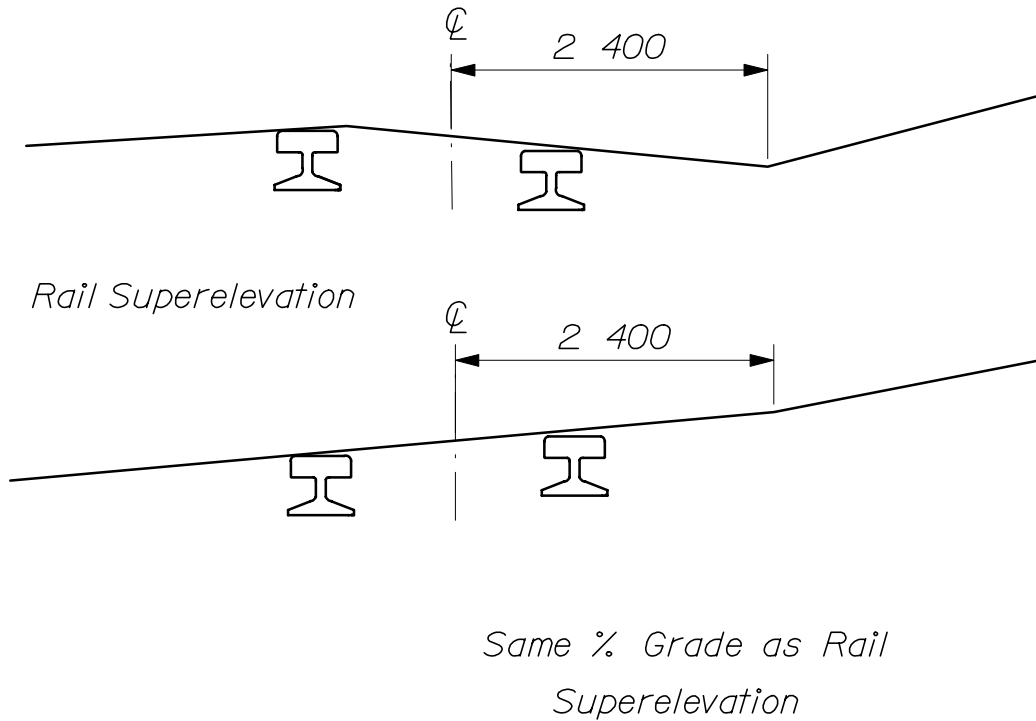 ℄
2 400
Rail Superelevation
℄
2 400
Same % Grade as Rail
Superelevation